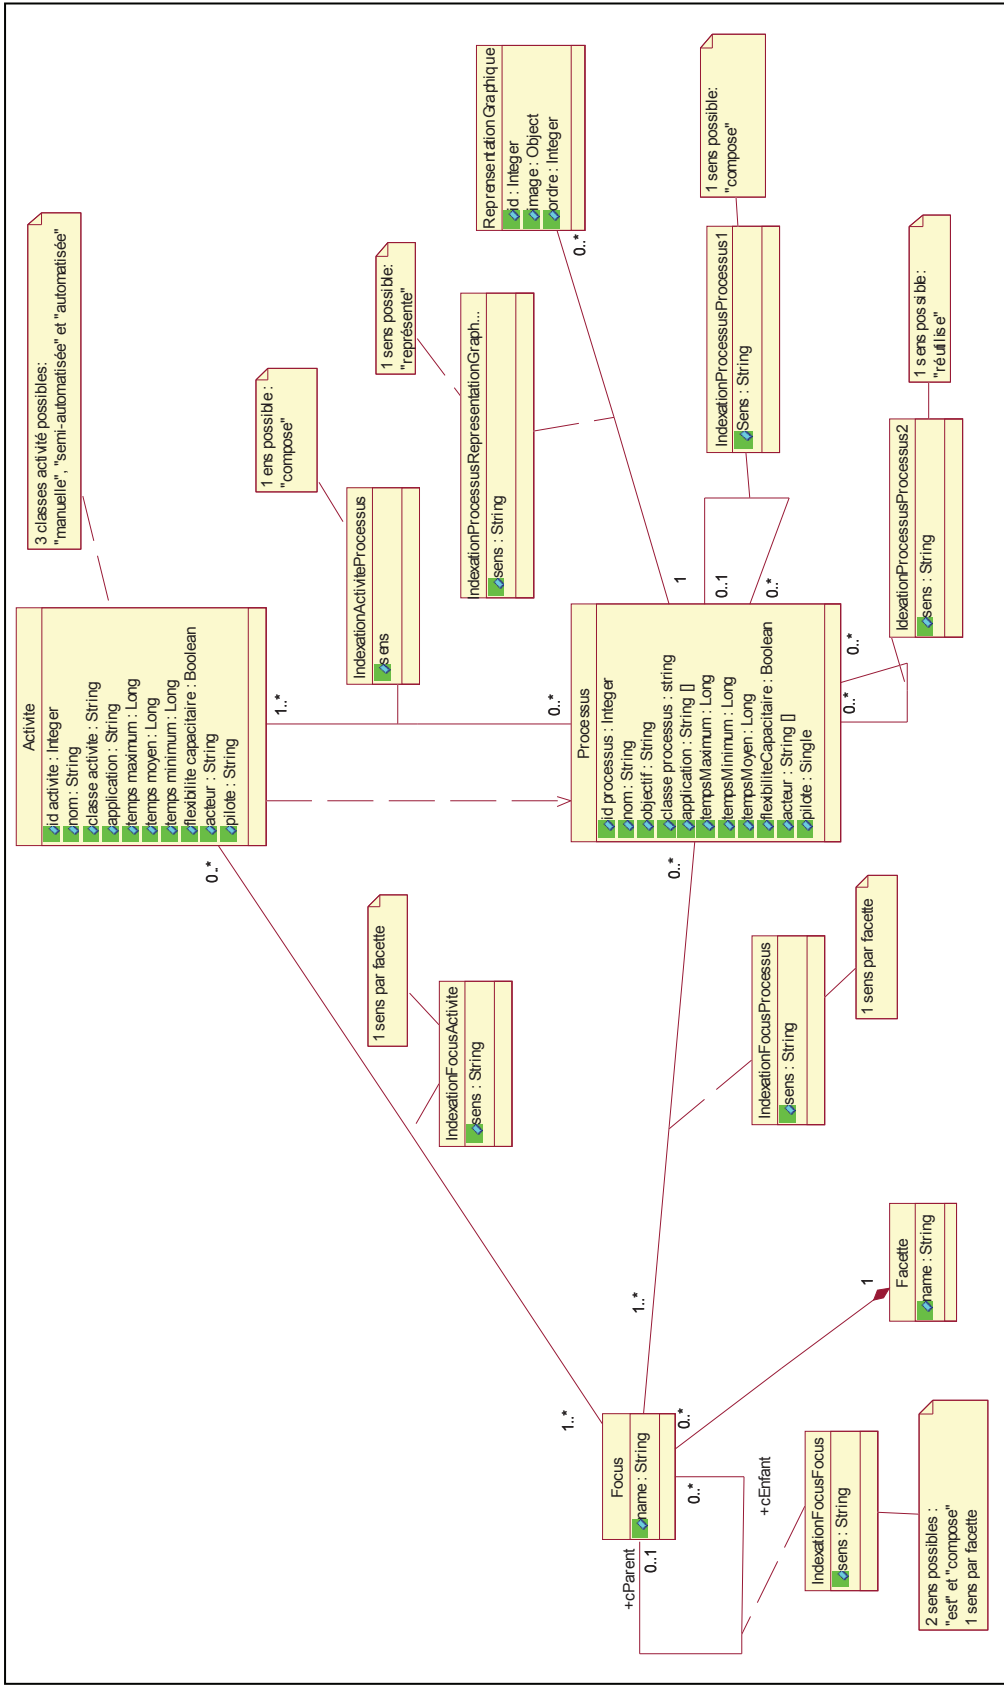 3 classes activité possibles:
"manuelle", "semi-automatisée" et "automatisée"
Activite
id activite : Integer
nom : String
classe activite : String
application : String
temps maximum : Long
temps moyen : Long
temps minimum : Long
flexibilite capacitaire : Boolean
acteur : String
pilote : String
0..*
1..*
1 ens possible :
"compose"
IndexationActiviteProcessus
sens
1 sens possible:
"représente"
IndexationProcessusRepresentationGraph...
sens : String
ReprensentationGraphique
id : Integer
image : Object
ordre : Integer
0..*
1 sens par facette
IndexationFocusActivite
sens : String
Processus
id processus : Integer
nom : String
objectif : String
classe processus : string
application : String []
tempsMaximum : Long
tempsMinimum : Long
tempsMoyen : Long
flexibiliteCapacitaire : Boolean
acteur : String []
pilote : Single
0..*
0..*
1
0..1
0..*
0..*
0..*
IndexationProcessusProcessus1
Sens : String
1 sens possible:
"compose"
IdexationProcessusProcessus2
sens : String
1 sens possible :
"réutilise"
IndexationFocusProcessus
sens : String
1 sens par facette
Focus
name : String
1..*
1..*
0..*
0..*
+cEnfant
+cParent
0..1
1
Facette
name : String
IndexationFocusFocus
sens : String
2 sens possibles :
"est" et "compose"
1 sens par facette